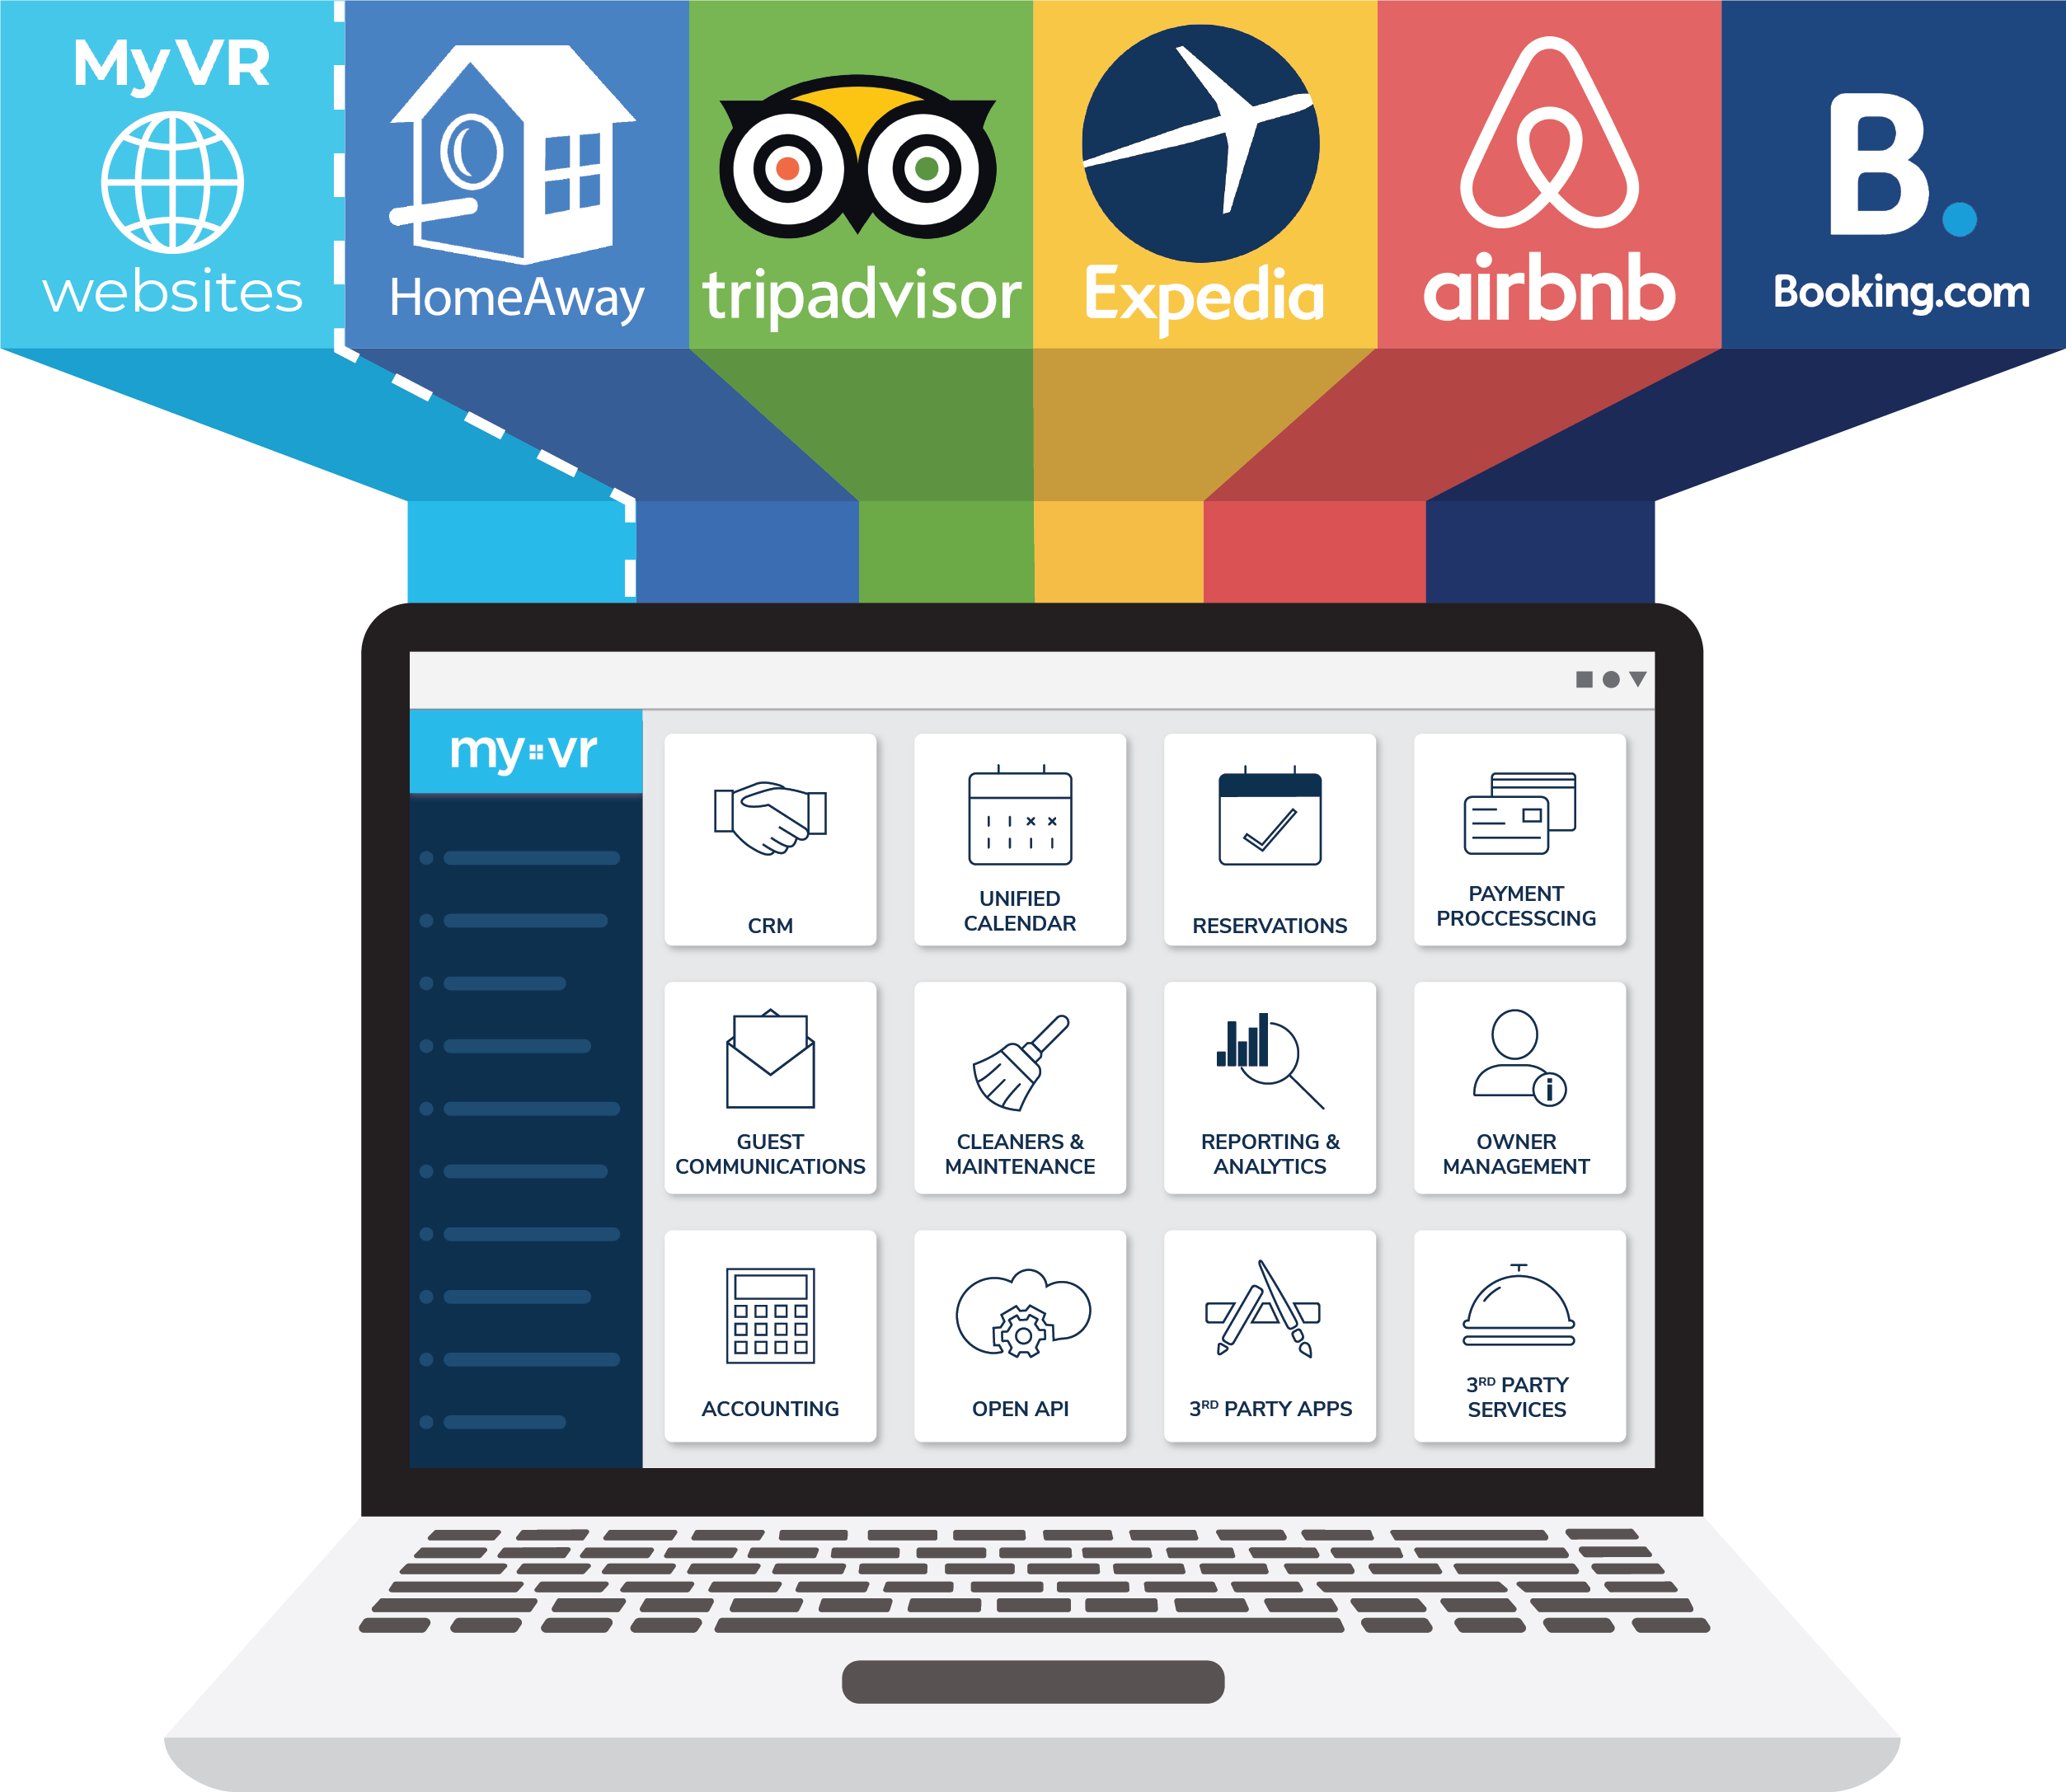 MyVR
websites
HomeAway
tripadvisor
Expedia
airbnb
B.
Booking.com
my vr
CRM
UNIFIED
CALENDAR
RESERVATIONS
PAYMENT
PROCCESSCING
GUEST
COMMUNICATIONS
CLEANERS &
MAINTENANCE
REPORTING &
ANALYTICS
i
OWNER
MANAGEMENT
ACCOUNTING
OPEN API
3RD PARTY APPS
3RD PARTY
SERVICES